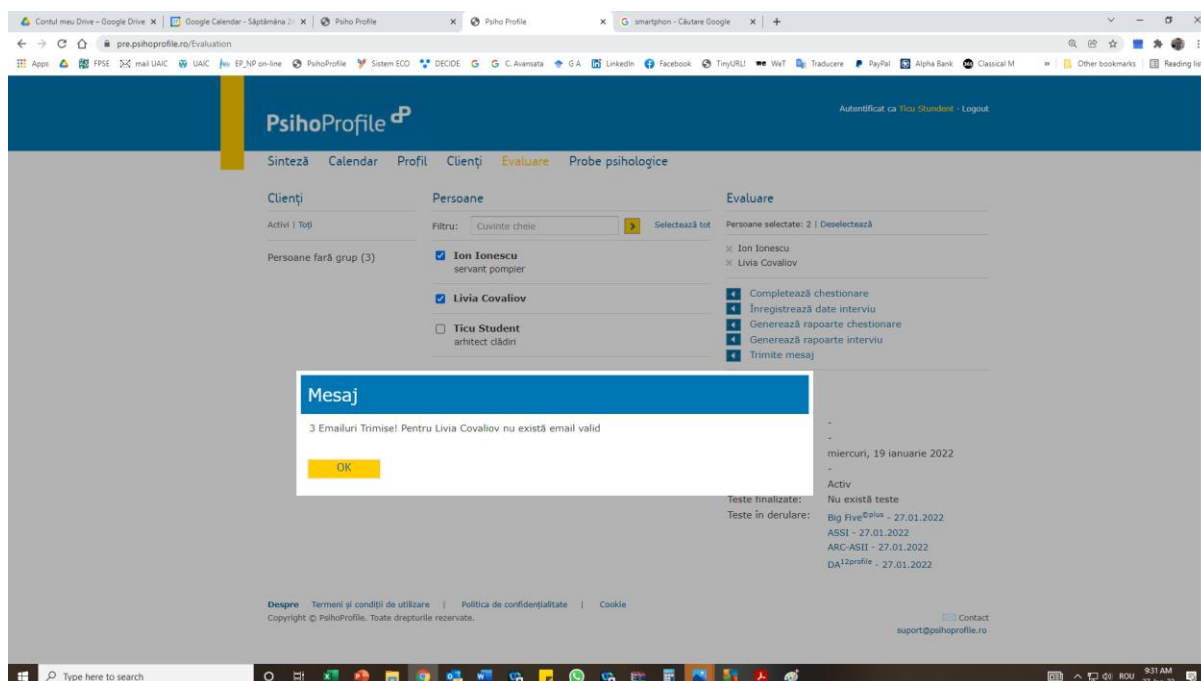 Contul meu Drive – Google Drive
Google Calendar - Săptămâna 2
Psiho Profile
Psiho Profile
smartphon - Căutare Google
pre.psihoprofile.ro/Evaluation
Apps
FPSE
mail UAIC
UAIC
EP_NP on-line
PsihoProfile
Sistem ECO
DECIDE
G
C. Avansata
G A
LinkedIn
Facebook
TinyURL!
WeT
Traducere
PayPal
Alpha Bank
Classical M
Other bookmarks
Reading list
PsihoProfile
Autentificat ca Ticu Stundent - Logout
Sinteză Calendar Profil Clienți Evaluare Probe psihologice
Clienți
Activi | Toți
Persoane fară grup (3)
Persoane
Filtru: Cuvinte cheie Selectează tot
Ion Ionescu
servant pompier
Livia Covaliov
Ticu Student
arhitect clădiri
Evaluare
Persoane selectate: 2 | Deselectează
Ion Ionescu
Livia Covaliov
Completează chestionare
Înregistrează date interviu
Generează rapoarte chestionare
Generează rapoarte interviu
Trimite mesaj
Mesaj
3 Emailuri Trimise! Pentru Livia Covaliov nu există email valid
OK
-
-
miercuri, 19 ianuarie 2022
-
Activ
Teste finalizate: Nu există teste
Teste în derulare: Big Five©plus - 27.01.2022
ASSI - 27.01.2022
ARC-ASII - 27.01.2022
DA12profile - 27.01.2022
Despre Termeni și condiții de utilizare | Politica de confidențialitate | Cookie
Copyright © PsihoProfile. Toate drepturile rezervate.
Contact
suport@psihoprofile.ro
Type here to search
ROU
9:31 AM